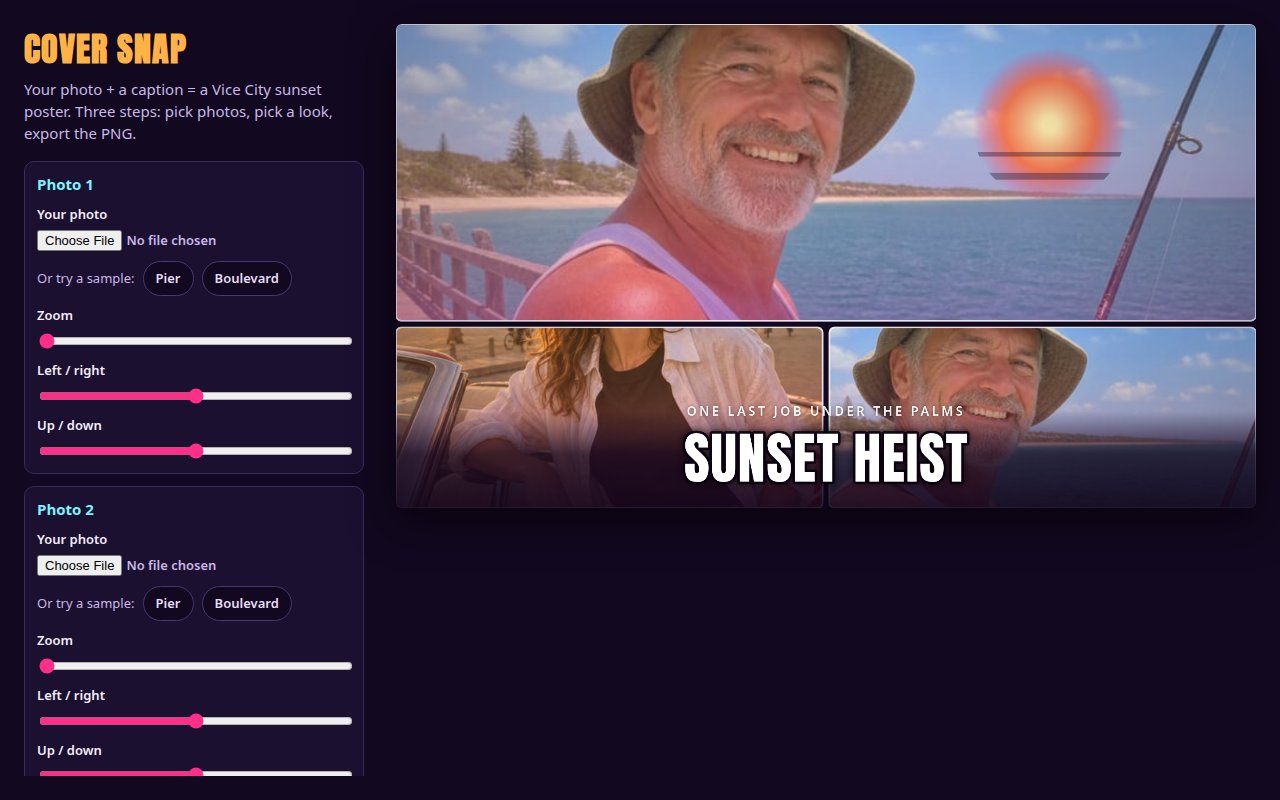 COVER SNAP
Your photo + a caption = a Vice City sunset
poster. Three steps: pick photos, pick a look,
export the PNG.
Photo 1
Your photo
Choose File No file chosen
Or try a sample: Pier Boulevard
Zoom
Left / right
Up / down
Photo 2
Your photo
Choose File No file chosen
Or try a sample: Pier Boulevard
Zoom
Left / right
Up / down
ONE LAST JOB UNDER THE PALMS
SUNSET HEIST